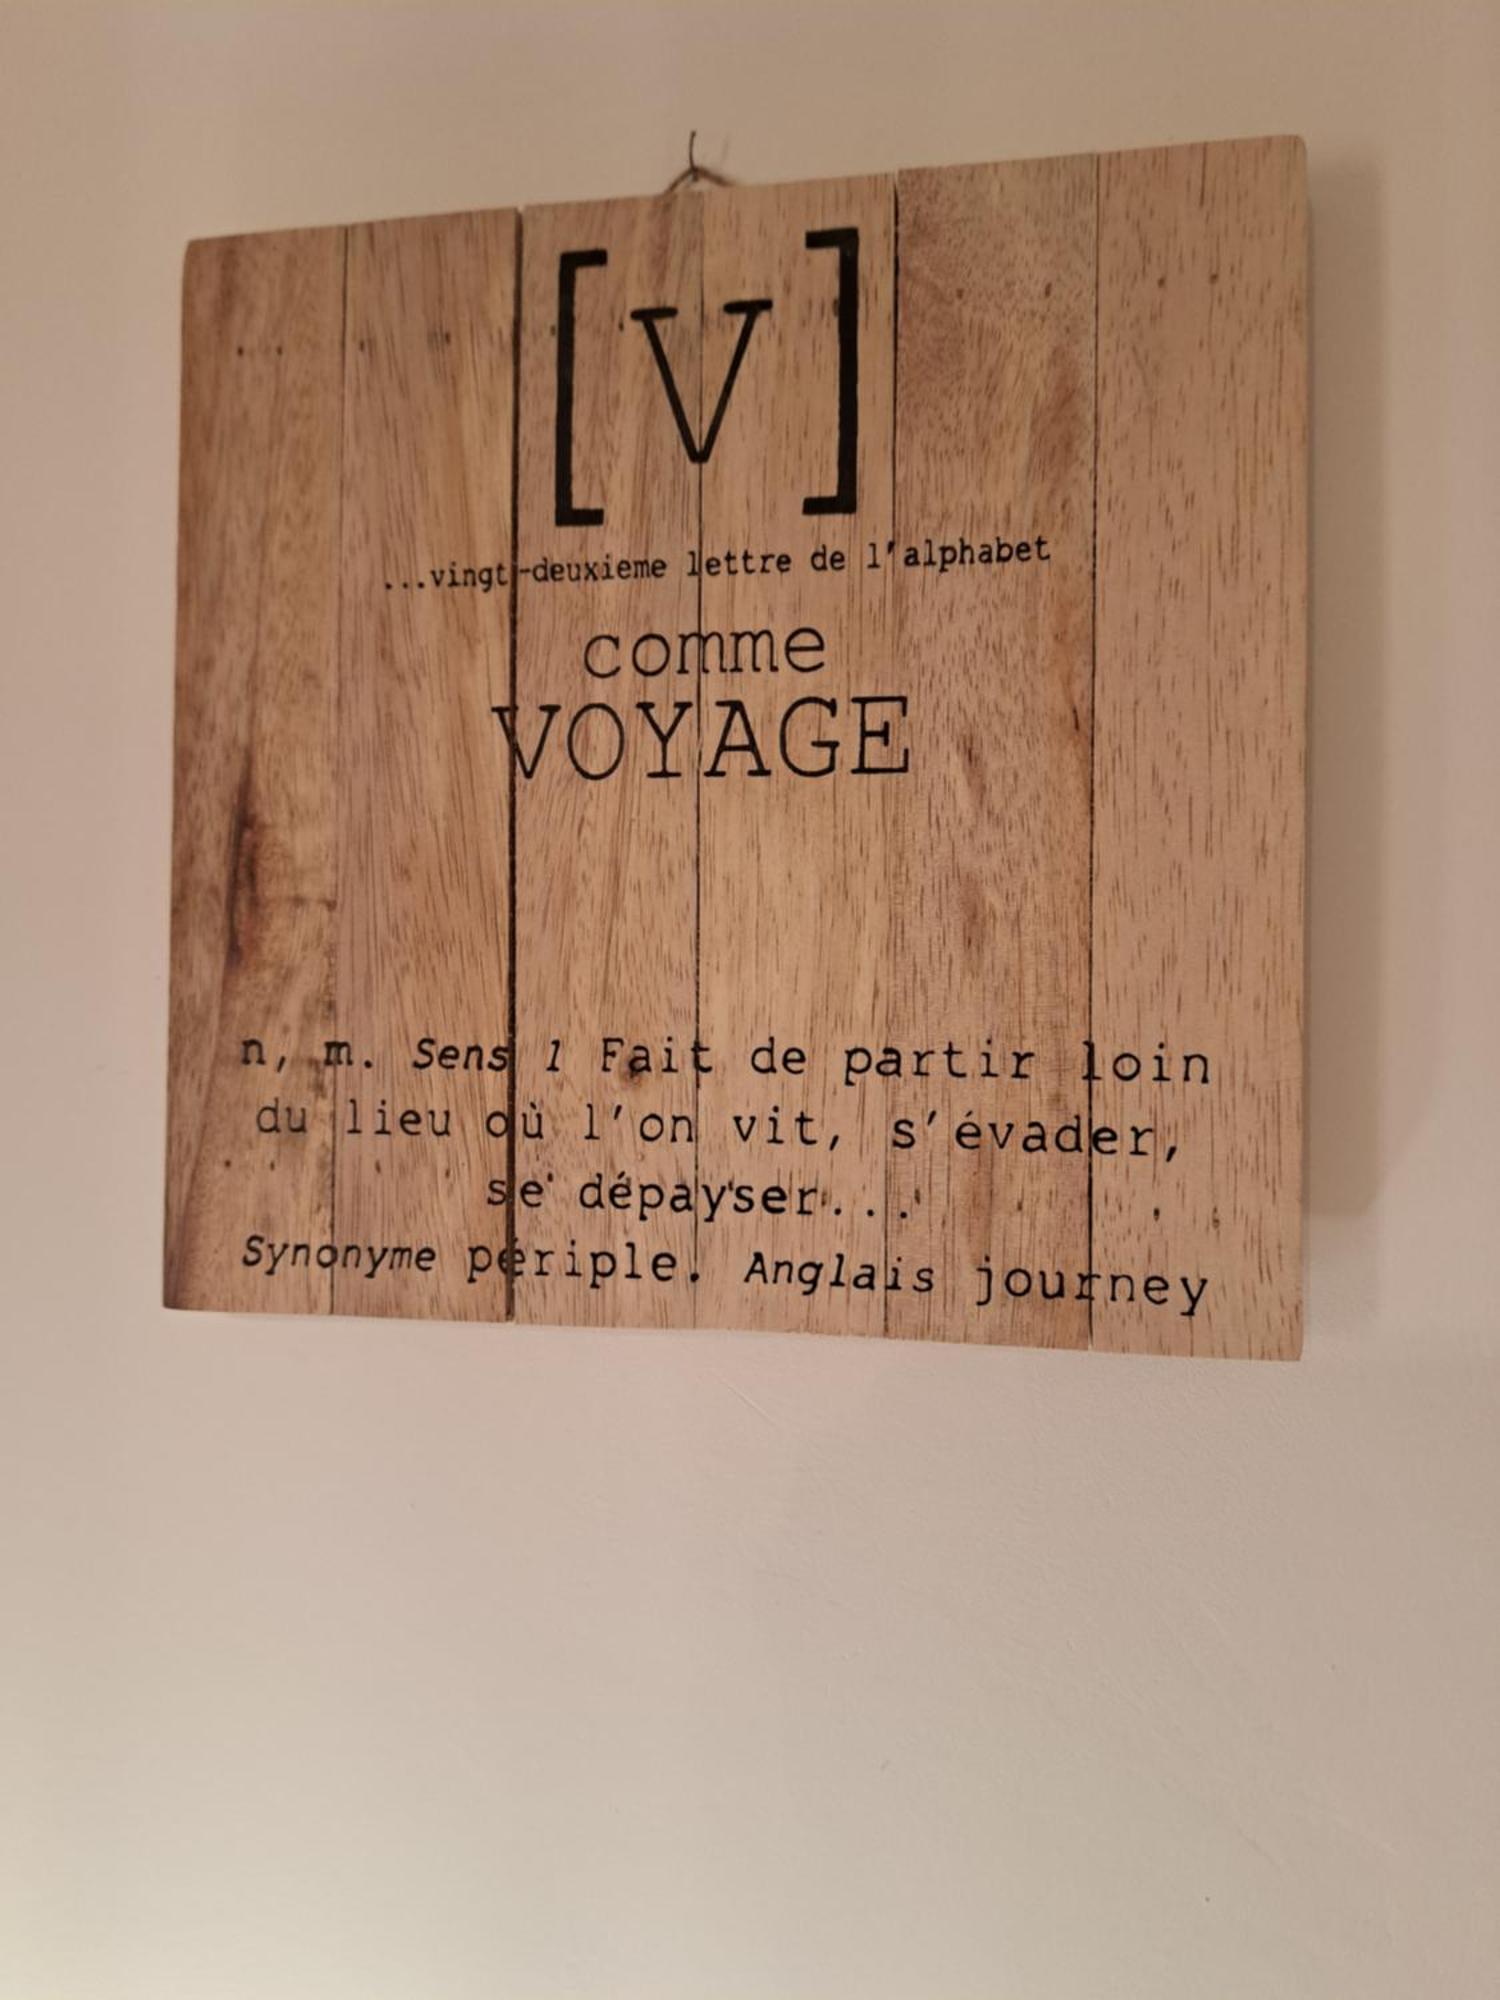 [v]
...vingt-deuxieme lettre de l'alphabet
comme
VOYAGE
n, m. Sens 1 Fait de partir loin
du lieu où l'on vit, s'évader,
se dépayser...
Synonyme périple. Anglais journey